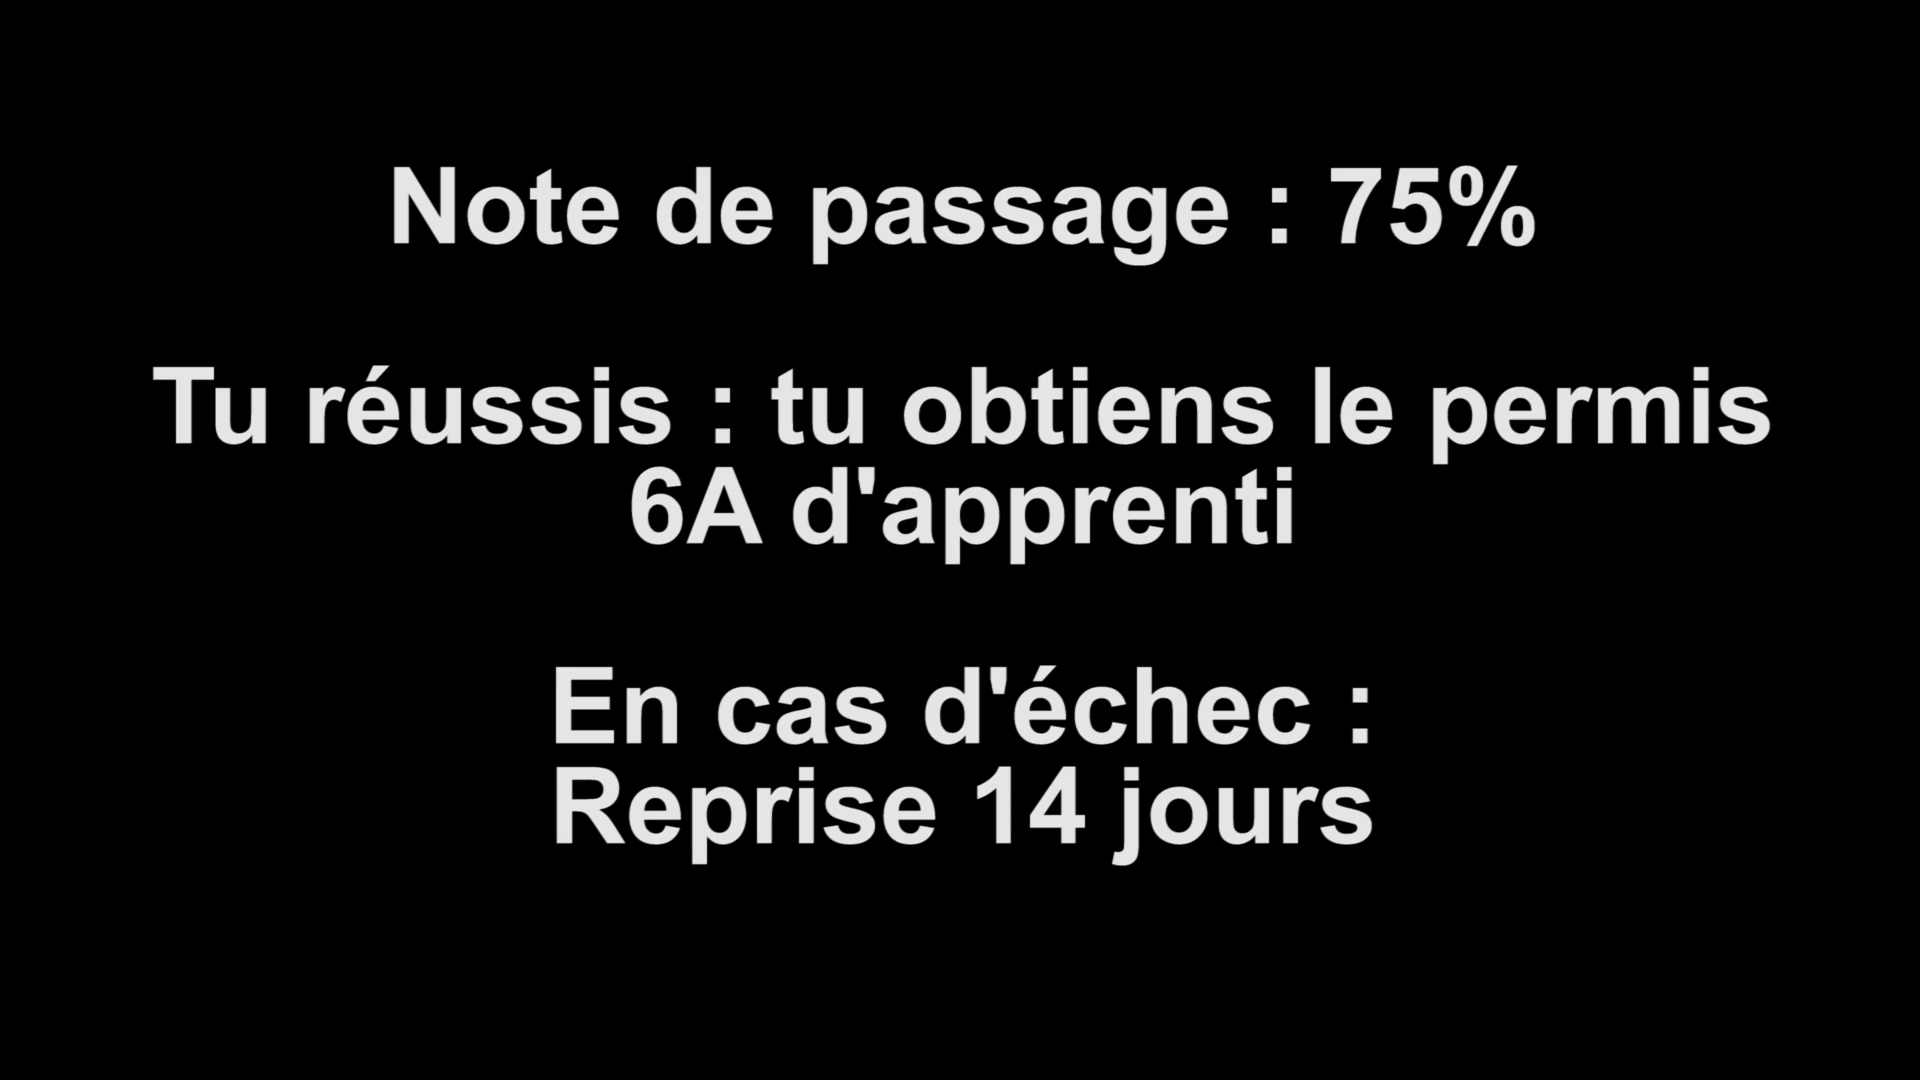 Note de passage : 75%
Tu réussis : tu obtiens le permis
6A d'apprenti
En cas d'échec :
Reprise 14 jours